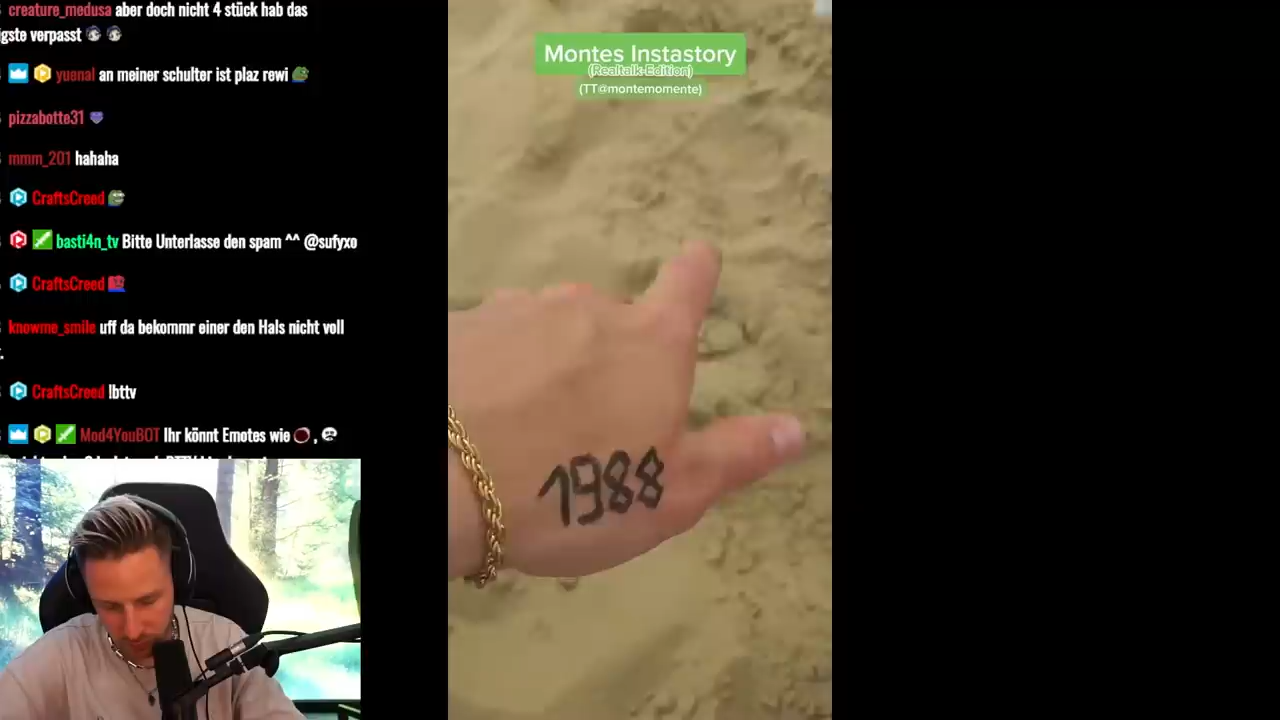 creature_medusa aber doch nicht 4 stück hab das
gste verpasst
yuenal an meiner schulter ist plaz rewi
pizzabotte31
mmm_201 hahaha
CraftsCreed
basti4n_tv Bitte Unterlasse den spam ^^ @sufyxo
CraftsCreed
knowme_smile uff da bekommr einer den Hals nicht voll
.
CraftsCreed !bttv
Mod4YouBOT Ihr könnt Emotes wie , 
Montes Instastory
(Realtalk-Edition)
(TT@montemomente)
1988